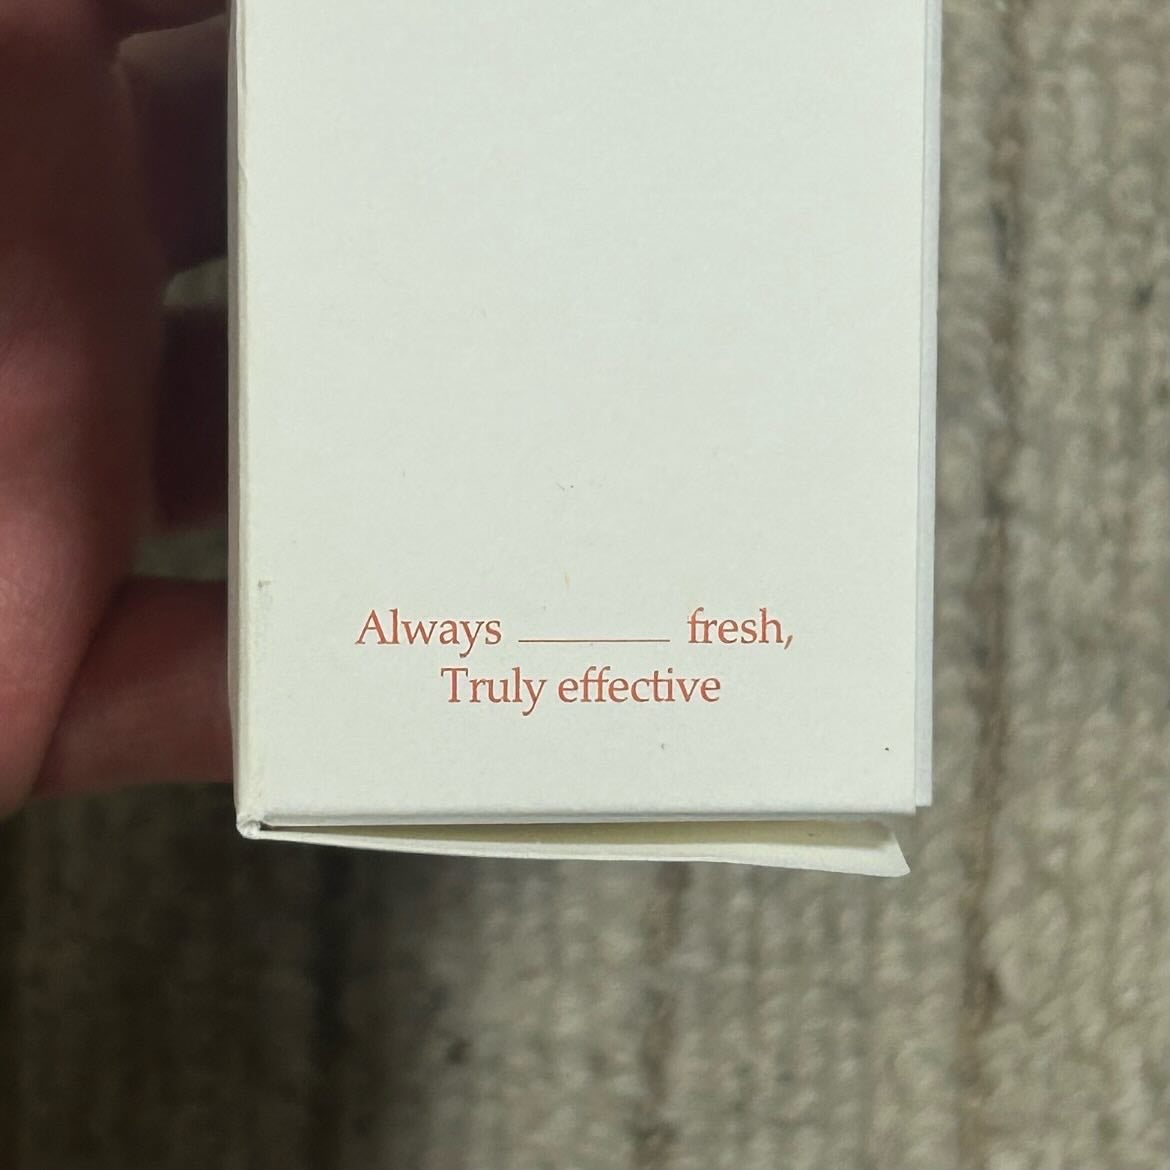 Always ______ fresh,
Truly effective